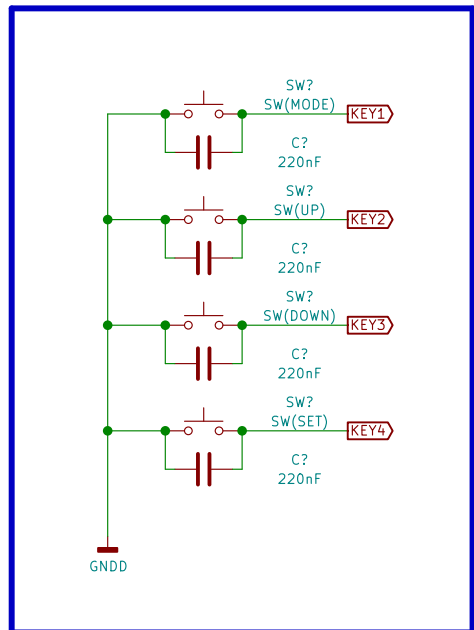 SW?
SW(MODE)
KEY1
C?
220nF
SW?
SW(UP)
KEY2
C?
220nF
SW?
SW(DOWN)
KEY3
C?
220nF
SW?
SW(SET)
KEY4
C?
220nF
GNDD